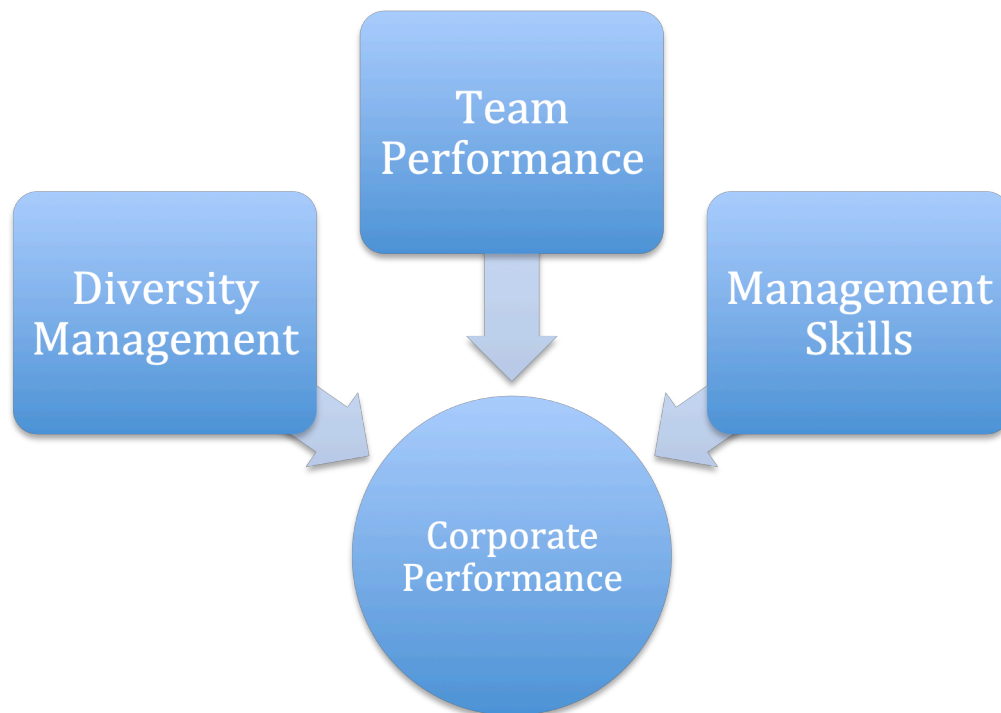 Team
Performance
Diversity
Management
Management
Skills
Corporate
Performance